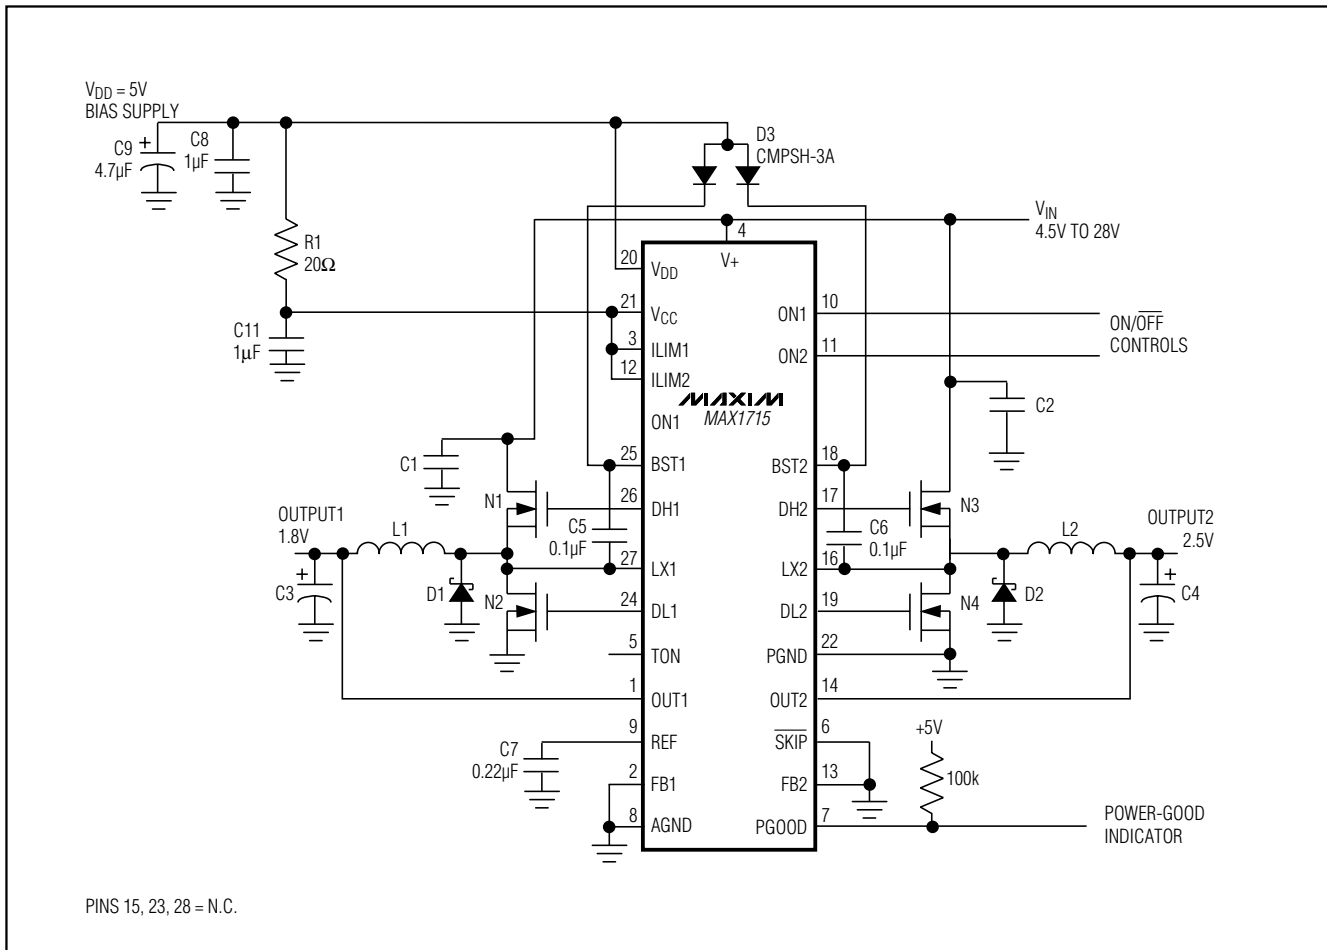 VDD = 5V
BIAS SUPPLY
C9
4.7µF
+
C8
1µF
D3
CMPSH-3A
VIN
4.5V TO 28V
R1
20Ω
C11
1µF
4
V+
20
VDD
21
VCC
3
ILIM1
12
ILIM2
ON1
10
ON1
11
ON2
ON/OFF
CONTROLS
MAXIM
MAX1715
C1
C2
25
BST1
18
BST2
N1
26
DH1
17
DH2
N3
C5
0.1µF
C6
0.1µF
OUTPUT1
1.8V
L1
L2
OUTPUT2
2.5V
27
LX1
16
LX2
+
C3
D1
N2
24
DL1
19
DL2
N4
D2
+
C4
5
TON
22
PGND
1
OUT1
14
OUT2
9
REF
6
SKIP
C7
0.22µF
2
FB1
13
FB2
+5V
100k
8
AGND
7
PGOOD
POWER-GOOD
INDICATOR
PINS 15, 23, 28 = N.C.